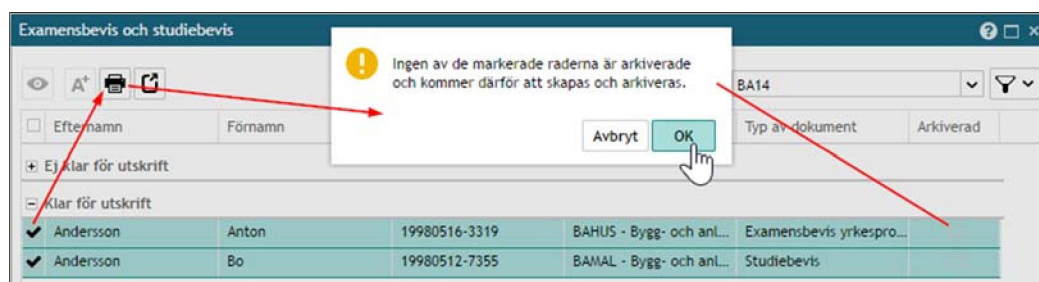 Examensbevis och studiebevis
Ingen av de markerade raderna är arkiverade
och kommer därför att skapas och arkiveras.
Avbryt OK
BA14
Efternamn Förnamn Typ av dokument Arkiverad
Ej klar för utskrift
Klar för utskrift
Andersson Anton 19980516-3319 BAHUS - Bygg- och anl... Examensbevis yrkespro...
Andersson Bo 19980512-7355 BAMAL - Bygg- och anl... Studiebevis